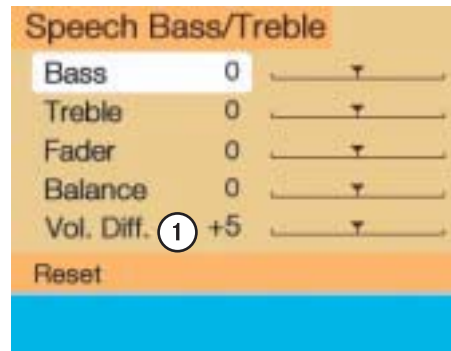 Speech Bass/Treble
Bass 0
Treble 0
Fader 0
Balance 0
Vol. Diff. 1 +5
Reset